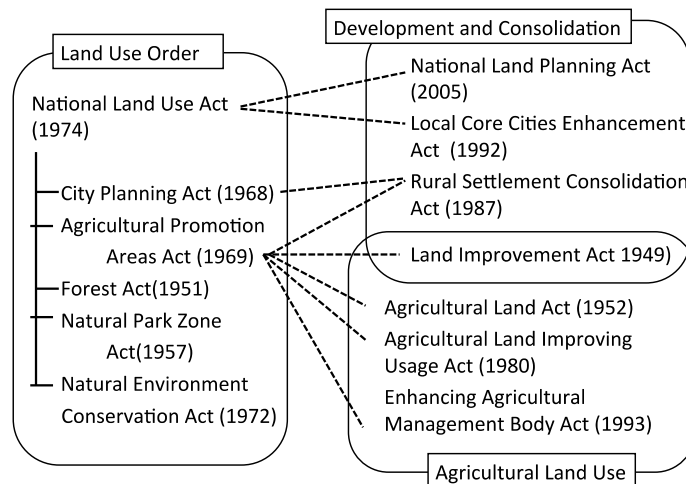 Land Use Order
National Land Use Act
(1974)
City Planning Act (1968)
Agricultural Promotion
Areas Act (1969)
Forest Act(1951)
Natural Park Zone
Act(1957)
Natural Environment
Conservation Act (1972)
Development and Consolidation
National Land Planning Act
(2005)
Local Core Cities Enhancement
Act (1992)
Rural Settlement Consolidation
Act (1987)
Land Improvement Act 1949)
Agricultural Land Act (1952)
Agricultural Land Improving
Usage Act (1980)
Enhancing Agricultural
Management Body Act (1993)
Agricultural Land Use